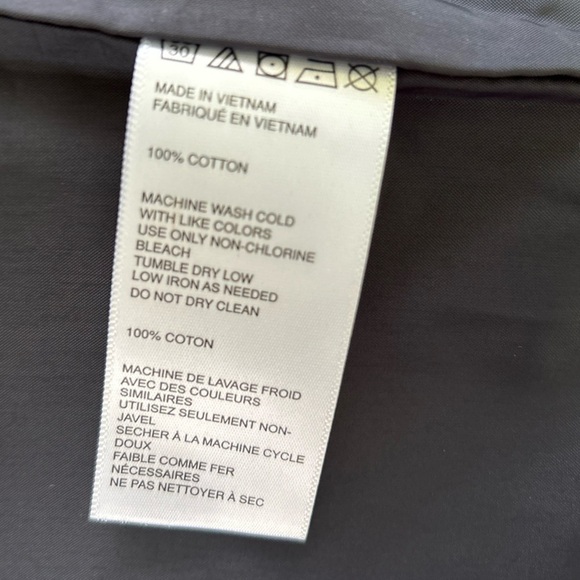 30
MADE IN VIETNAM
FABRIQUÉ EN VIETNAM
100% COTTON
MACHINE WASH COLD
WITH LIKE COLORS
USE ONLY NON-CHLORINE
BLEACH
TUMBLE DRY LOW
LOW IRON AS NEEDED
DO NOT DRY CLEAN
100% COTON
MACHINE DE LAVAGE FROID
AVEC DES COULEURS
SIMILAIRES
UTILISEZ SEULEMENT NON-
JAVEL
SECHER À LA MACHINE CYCLE
DOUX
FAIBLE COMME FER
NÉCESSAIRES
NE PAS NETTOYER À SEC